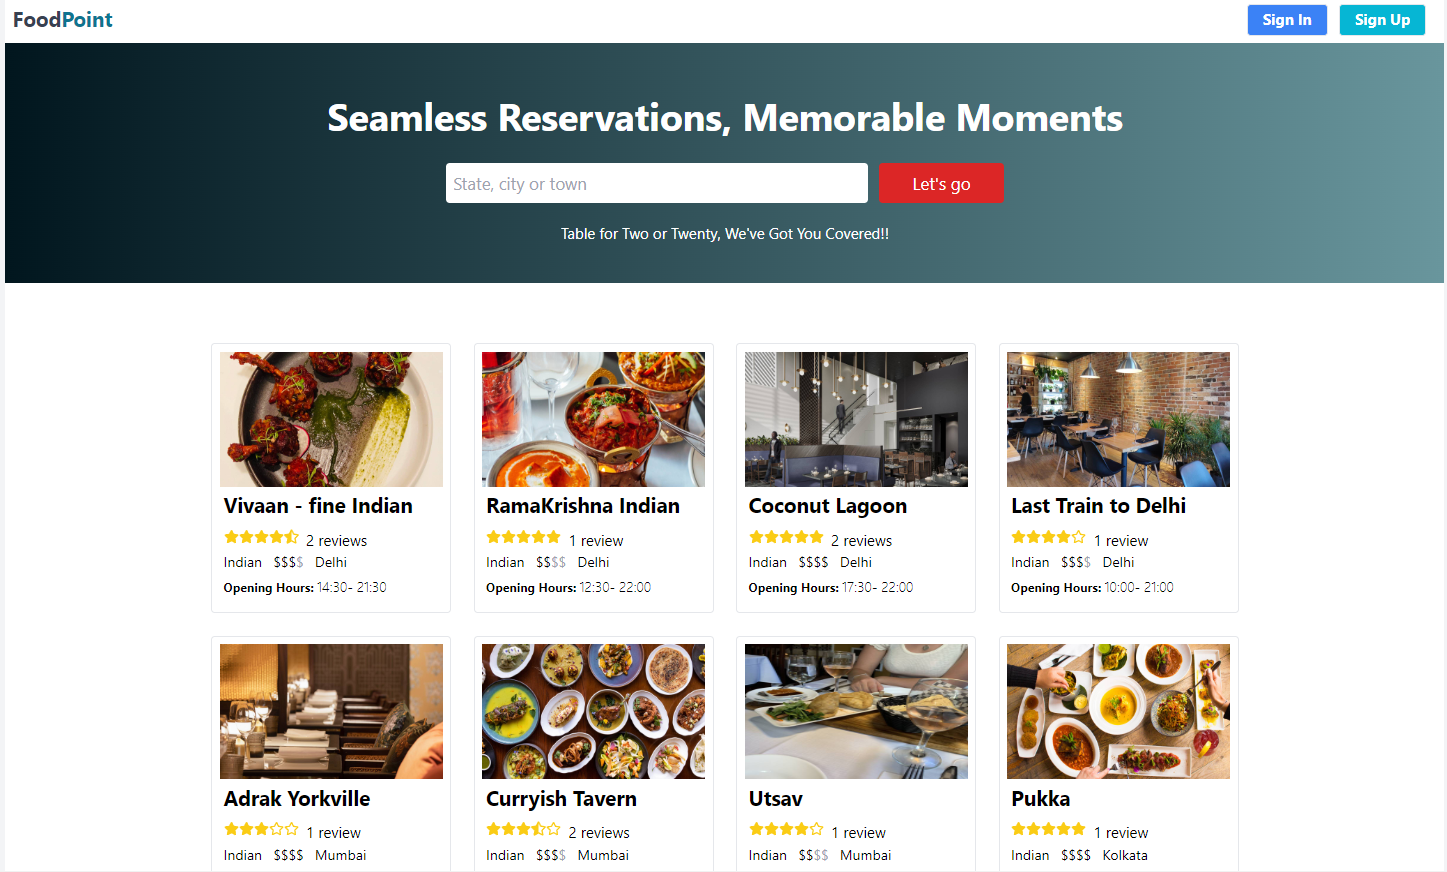 FoodPoint
Sign In
Sign Up
Seamless Reservations, Memorable Moments
State, city or town
Let's go
Table for Two or Twenty, We've Got You Covered!!
Vivaan - fine Indian
2 reviews
Indian $$$$ Delhi
Opening Hours: 14:30- 21:30
RamaKrishna Indian
1 review
Indian $$$$ Delhi
Opening Hours: 12:30- 22:00
Coconut Lagoon
2 reviews
Indian $$$$ Delhi
Opening Hours: 17:30- 22:00
Last Train to Delhi
1 review
Indian $$$$ Delhi
Opening Hours: 10:00- 21:00
Adrak Yorkville
1 review
Indian $$$$ Mumbai
Curryish Tavern
2 reviews
Indian $$$$ Mumbai
Utsav
1 review
Indian $$$$ Mumbai
Pukka
1 review
Indian $$$$ Kolkata